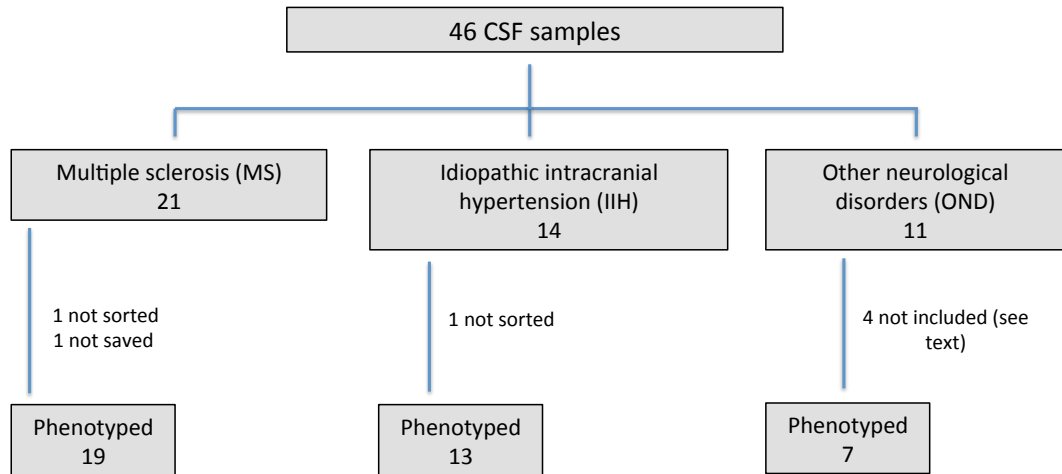 46 CSF samples
Multiple sclerosis (MS)
21
Idiopathic intracranial
hypertension (IIH)
14
Other neurological
disorders (OND)
11
1 not sorted
1 not saved
1 not sorted
4 not included (see
text)
Phenotyped
19
Phenotyped
13
Phenotyped
7